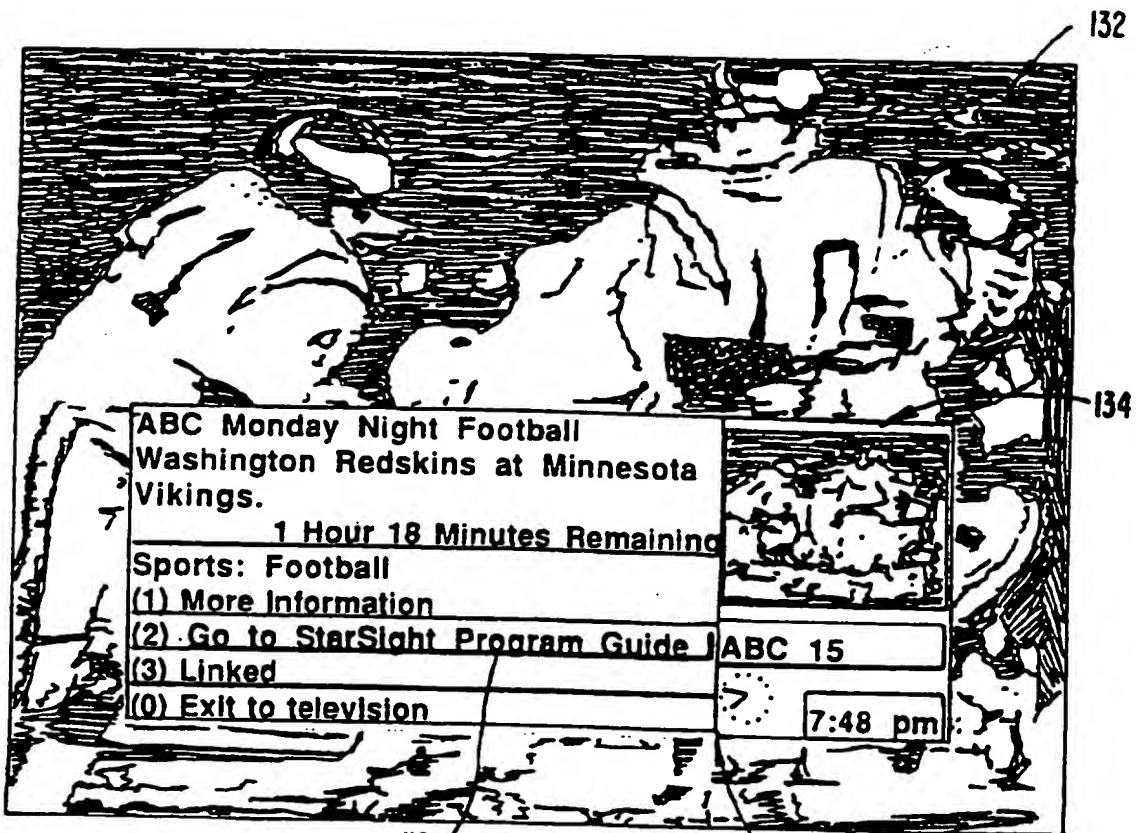 132
134
ABC Monday Night Football
Washington Redskins at Minnesota
Vikings.
1 Hour 18 Minutes Remaining
Sports: Football
(1) More Information
(2) Go to StarSight Program Guide
ABC 15
(3) Linked
(0) Exit to television
7:48 pm